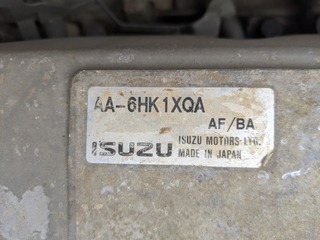 AA-6HK1XQA
AF/BA
ISUZU ISUZU MOTORS LTD.
MADE IN JAPAN